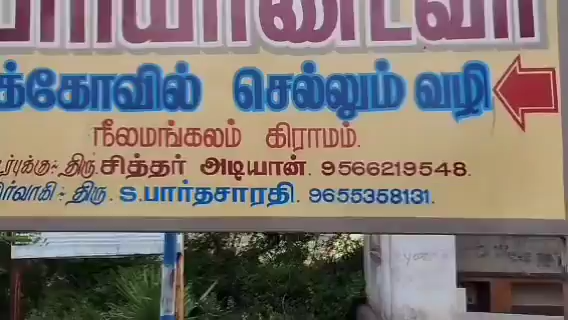 க்கோவில் செல்லும் வழி
நீலமங்கலம் கிராமம்.
திரு. சித்தர் அடியான். 9566219548.
திரு. S.பார்தசாரதி. 9655358131.